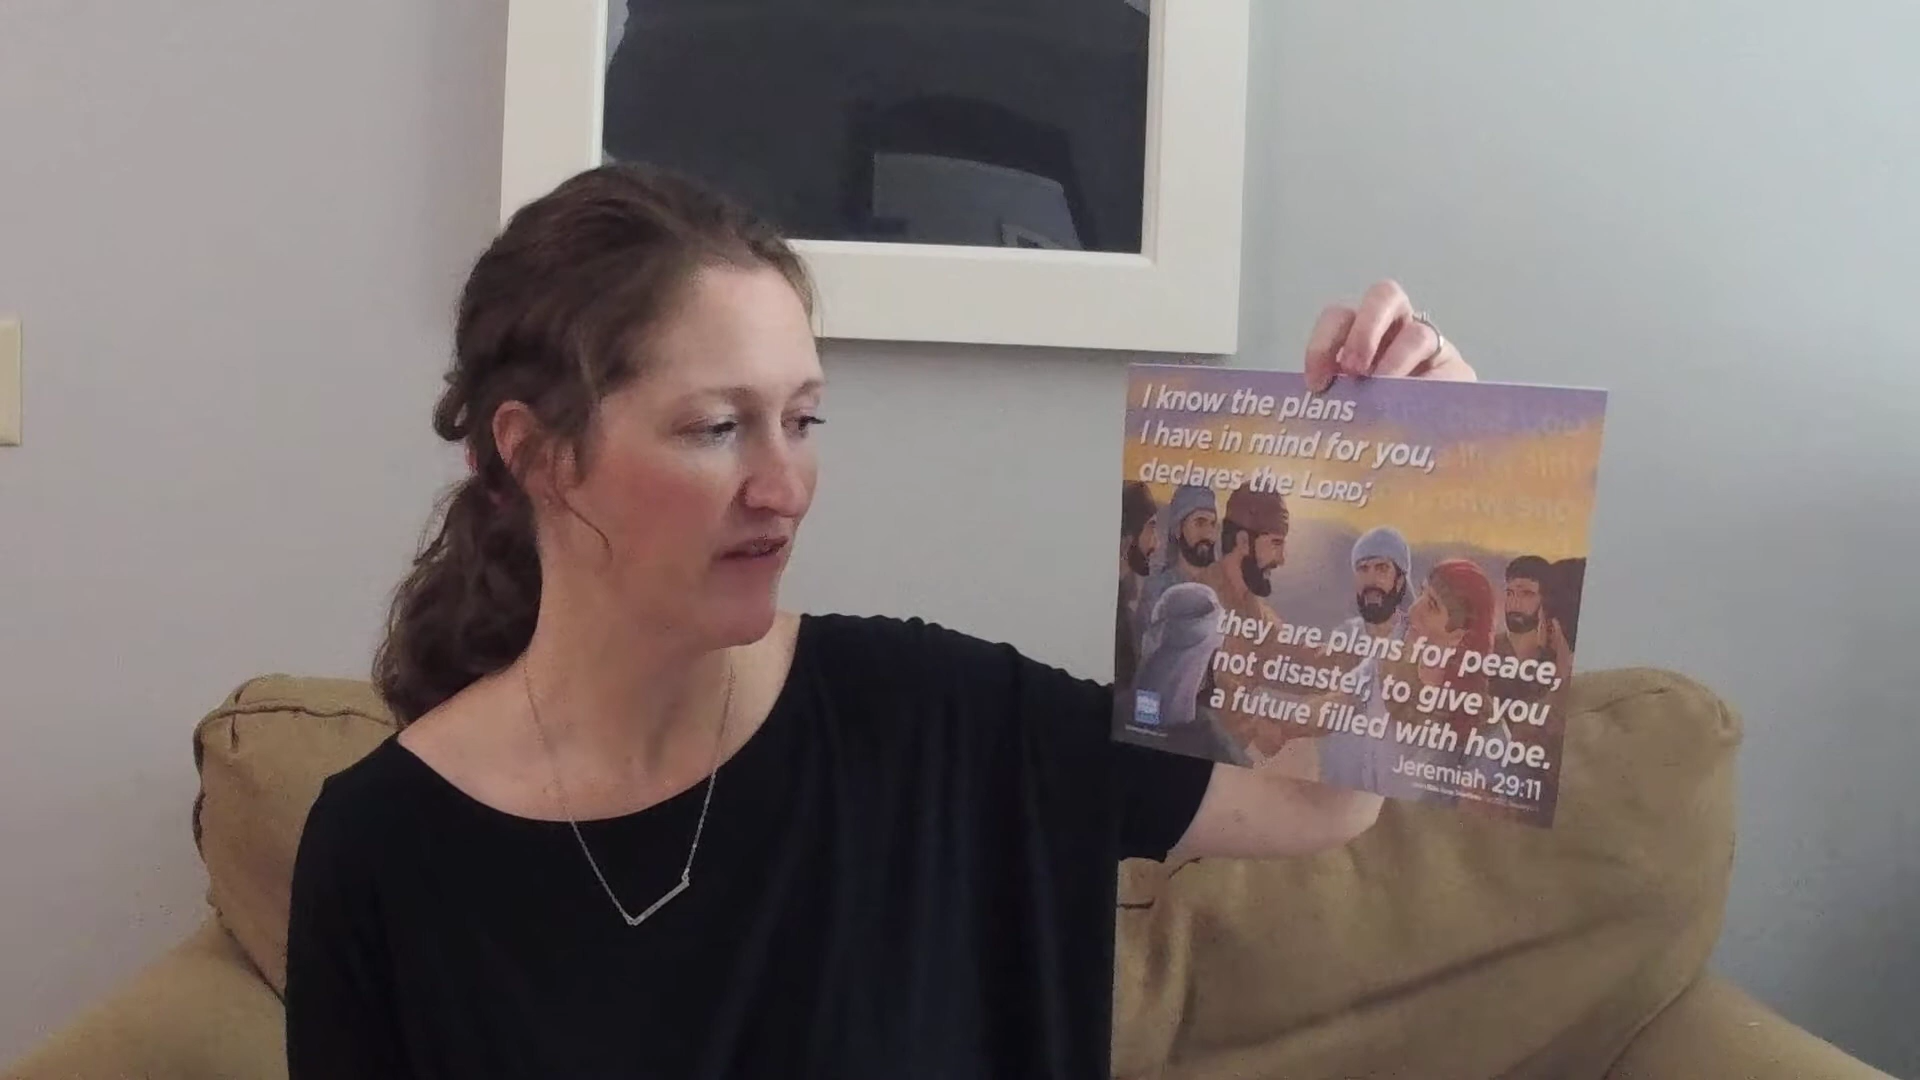 I know the plans
I have in mind for you,
declares the LORD;
they are plans for peace,
not disaster, to give you
a future filled with hope.
Jeremiah 29:11